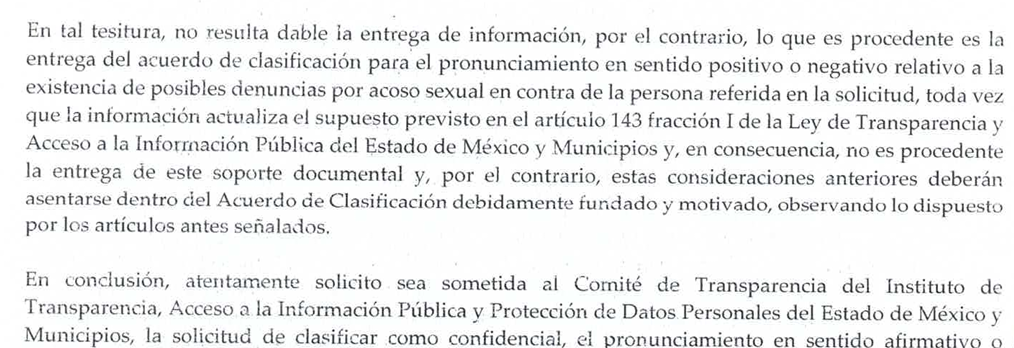 En tal tesitura, no resulta dable la entrega de información, por el contrario, lo que es procedente es la
entrega del acuerdo de clasificación para el pronunciamiento en sentido positivo o negativo relativo a la
existencia de posibles denuncias por acoso sexual en contra de la persona referida en la solicitud, toda vez
que la información actualiza el supuesto previsto en el artículo 143 fracción I de la Ley de Transparencia y
Acceso a la Información Pública del Estado de México y Municipios y, en consecuencia, no es procedente
la entrega de este soporte documental y, por el contrario, estas consideraciones anteriores deberán
asentarse dentro del Acuerdo de Clasificación debidamente fundado y motivado, observando lo dispuesto
por los artículos antes señalados.
En conclusión, atentamente solicito sea sometida al Comité de Transparencia del Instituto de
Transparencia, Acceso a la Información Pública y Protección de Datos Personales del Estado de México y
Municipios, la solicitud de clasificar como confidencial, el pronunciamiento en sentido afirmativo o